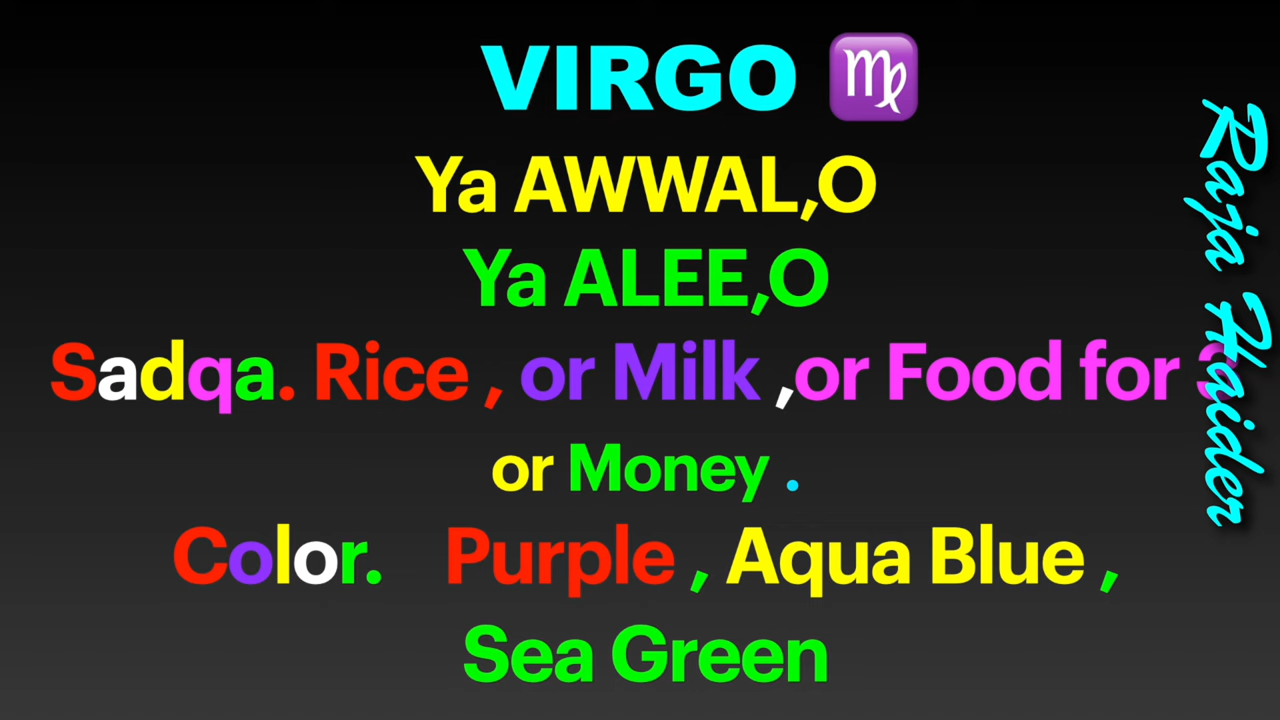 VIRGO ♍
Ya AWWAL,O
Ya ALEE,O
Sadqa. Rice , or Milk ,or Food for
or Money .
Color. Purple , Aqua Blue ,
Sea Green
Raja Haider